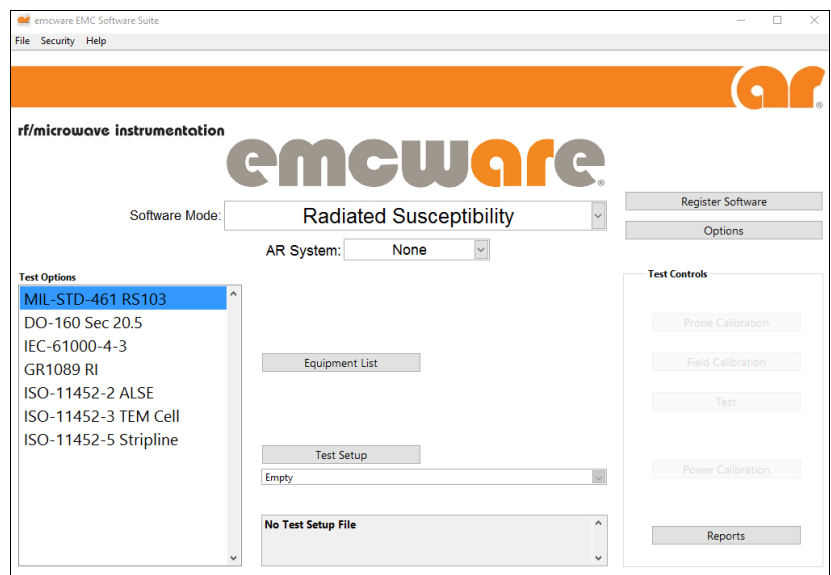 ar emcware EMC Software Suite
File Security Help
ar®
rf/microwave instrumentation
emcware®
Software Mode: Radiated Susceptibility
Register Software
Options
AR System: None
Test Options
MIL-STD-461 RS103
DO-160 Sec 20.5
IEC-61000-4-3
GR1089 RI
ISO-11452-2 ALSE
ISO-11452-3 TEM Cell
ISO-11452-5 Stripline
Equipment List
Test Setup
Empty
No Test Setup File
Test Controls
Probe Calibration
Field Calibration
Test
Power Calibration
Reports